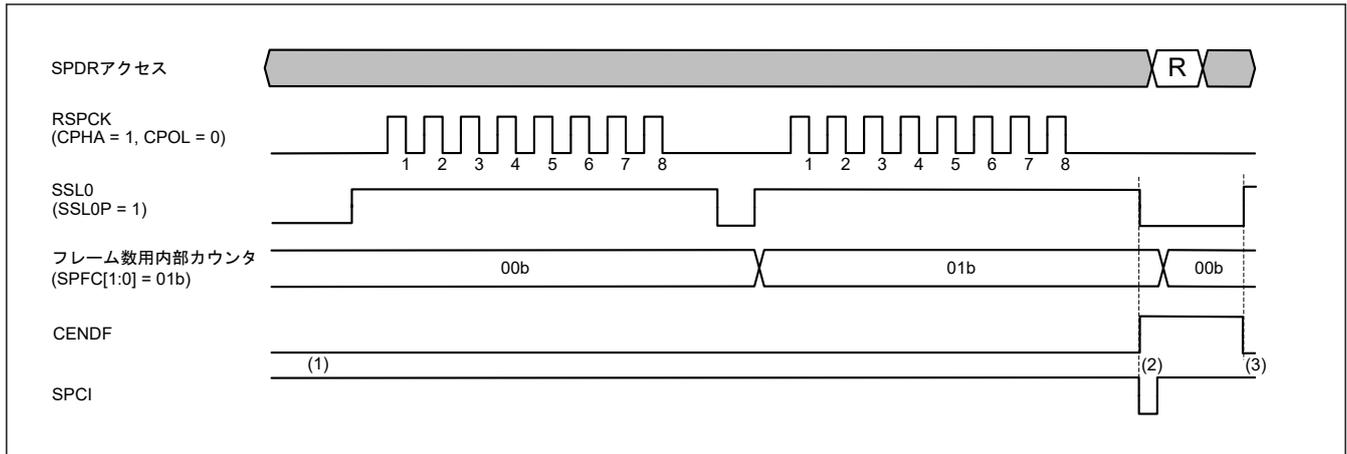 SPDRアクセス
R
RSPCK
(CPHA = 1, CPOL = 0)
1 2 3 4 5 6 7 8 1 2 3 4 5 6 7 8
SSL0
(SSL0P = 1)
フレーム数用内部カウンタ
(SPFC[1:0] = 01b)
00b 01b 00b
CENDF
(1) (2) (3)
SPCI